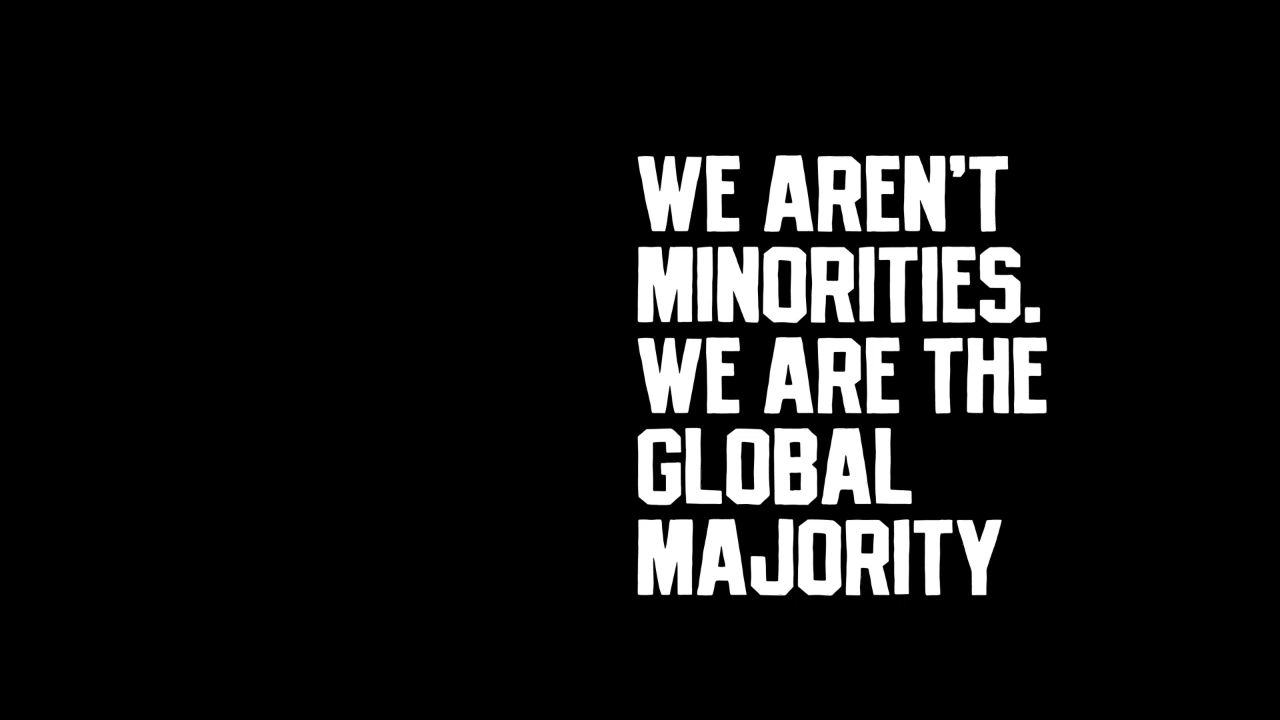 WE AREN'T
MINORITIES.
WE ARE THE
GLOBAL
MAJORITY